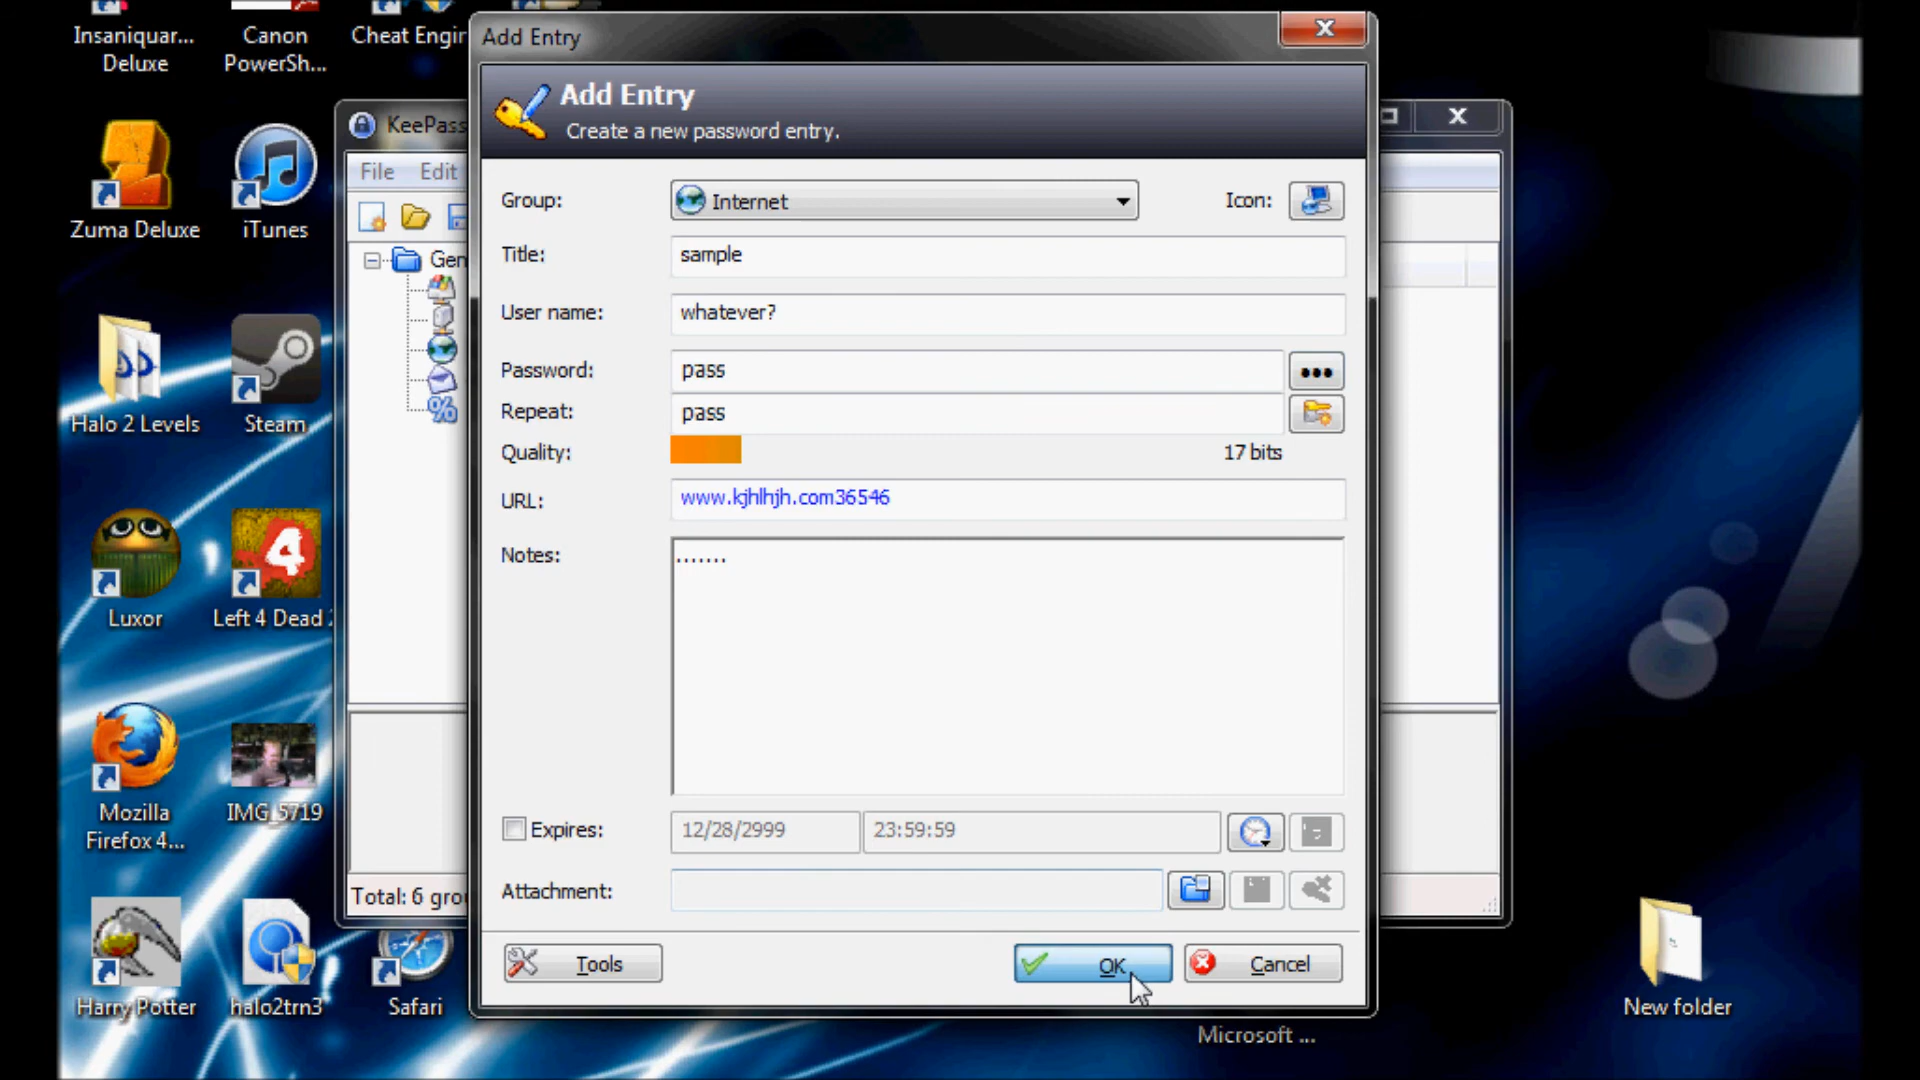 Insaniquar...
Deluxe
Canon
PowerSh...
Cheat Engin
Zuma Deluxe
iTunes
Halo 2 Levels
Steam
Luxor
Left 4 Dead
Mozilla
Firefox 4...
IMG_5719
Harry Potter
halo2trn3
Safari
KeePass
File Edit
Gen
Total: 6 gro
Add Entry
Add Entry
Create a new password entry.
Group: Internet Icon:
Title: sample
User name: whatever?
Password: pass
Repeat: pass
Quality: 17 bits
URL: www.kjhlhjh.com36546
Notes: .......
Expires: 12/28/2999 23:59:59
Attachment:
Tools OK Cancel
Microsoft ...
New folder